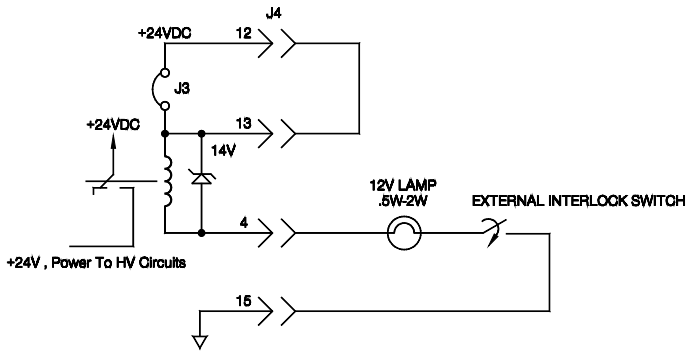 J4
+24VDC
12
J3
+24VDC
13
14V
12V LAMP
.5W-2W
EXTERNAL INTERLOCK SWITCH
4
+24V , Power To HV Circuits
15